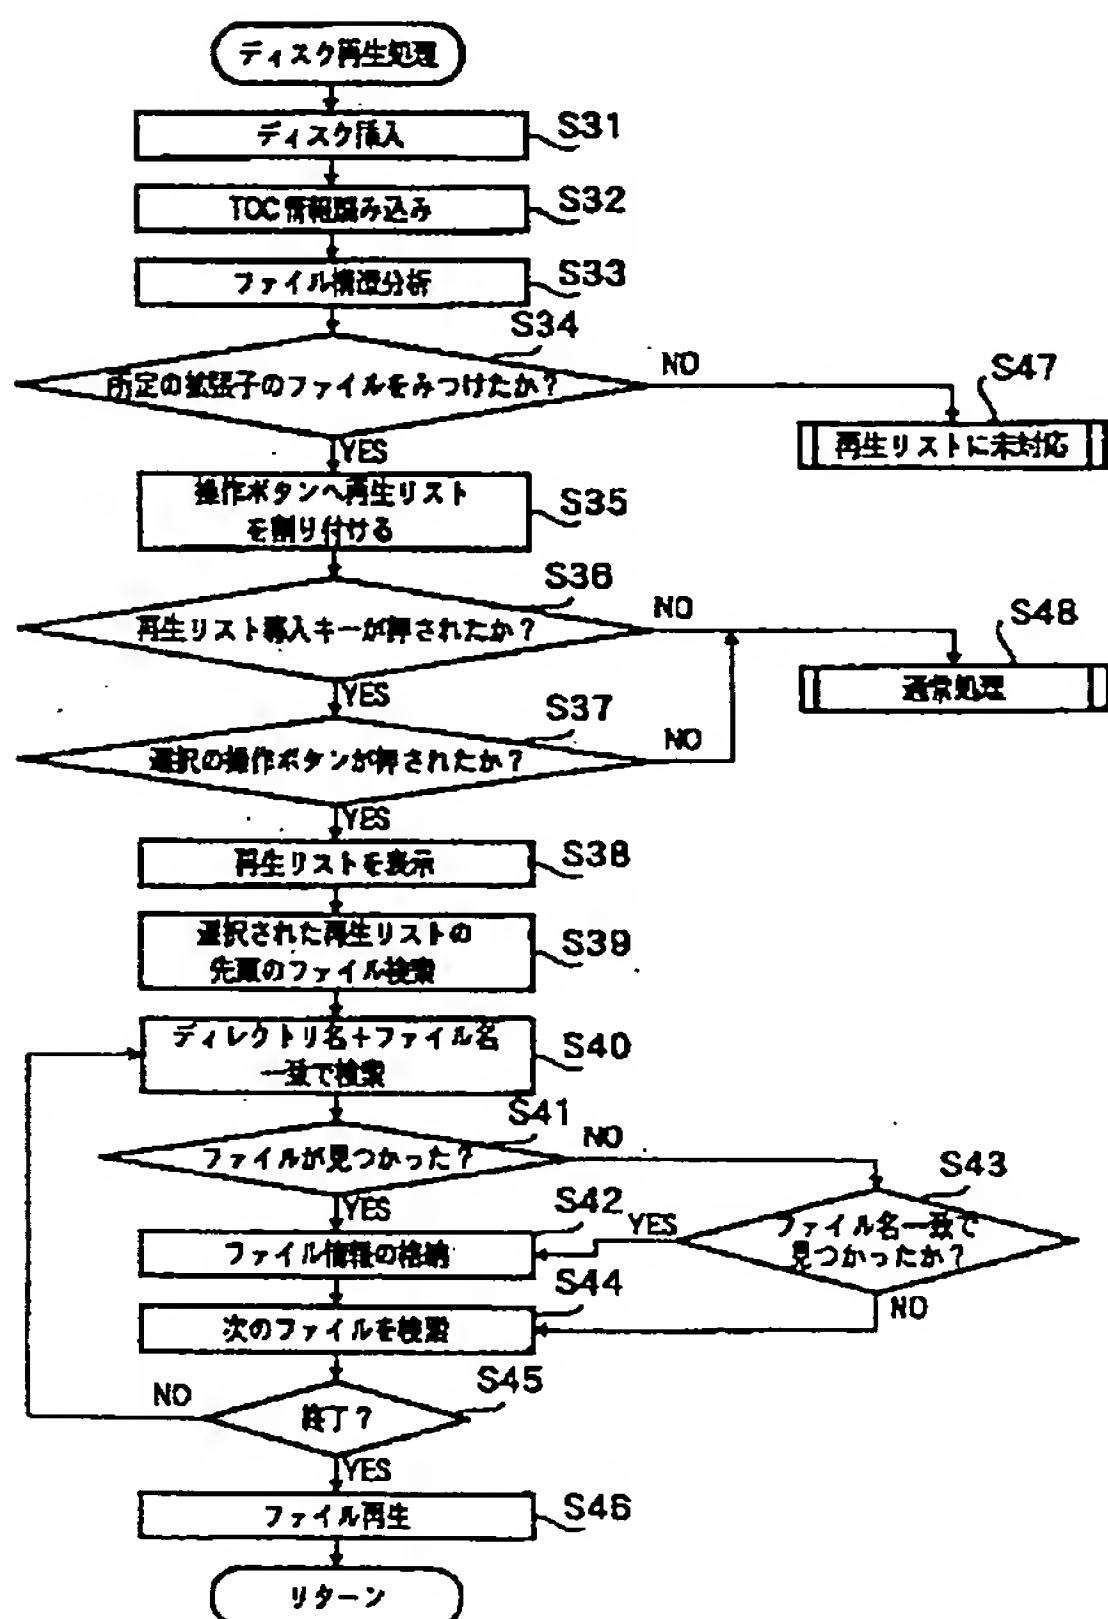 ディスク再生処理
ディスク挿入
S31
TOC情報読み込み
S32
ファイル構造分析
S33
S34
所定の拡張子のファイルをみつけたか?
NO
S47
再生リストに未対応
YES
操作ボタンへ再生リスト
を割り付ける
S35
S36
再生リスト導入キーが押されたか?
NO
S48
通常処理
YES
S37
選択の操作ボタンが押されたか?
NO
YES
再生リストを表示
S38
選択された再生リストの
先頭のファイル検索
S39
ディレクトリ名+ファイル名
一致で検索
S40
S41
ファイルが見つかった?
NO
S43
ファイル名一致で
見つかったか?
YES
YES
S42
ファイル情報の格納
NO
S44
次のファイルを検索
S45
終了?
NO
YES
ファイル再生
S46
リターン